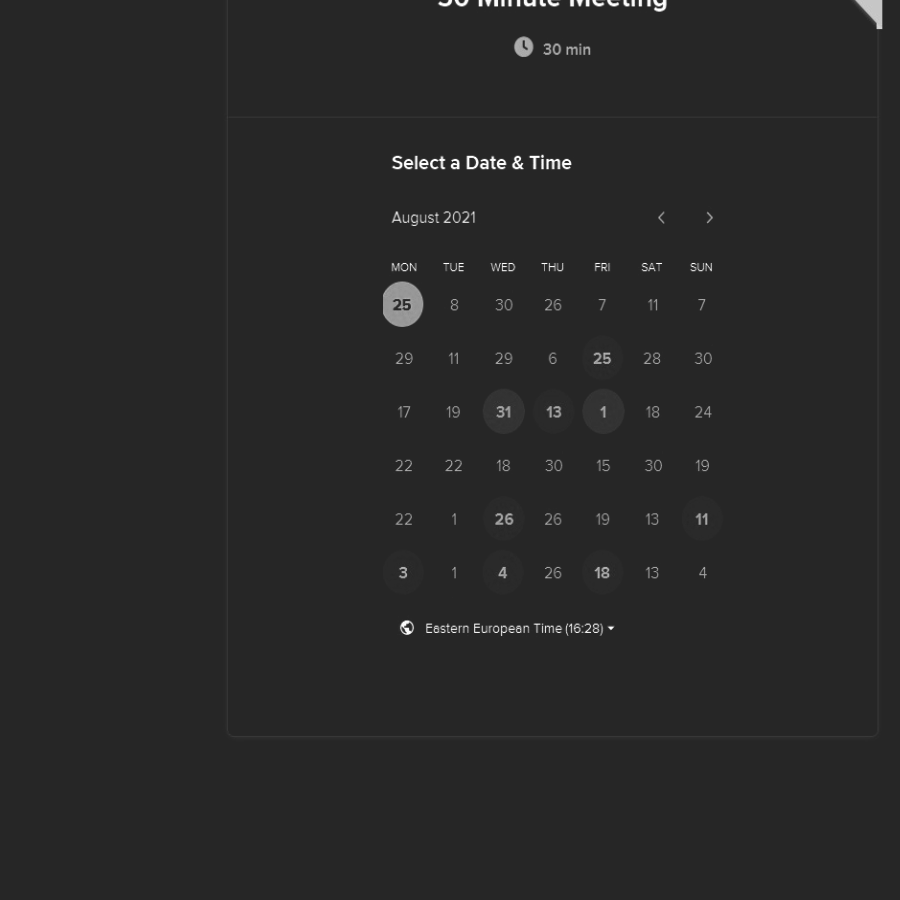 30 Minute Meeting
30 min
Select a Date & Time
August 2021
MON TUE WED THU FRI SAT SUN
25 8 30 26 7 11 7
29 11 29 6 25 28 30
17 19 31 13 1 18 24
22 22 18 30 15 30 19
22 1 26 26 19 13 11
3 1 4 26 18 13 4
Eastern European Time (16:28)